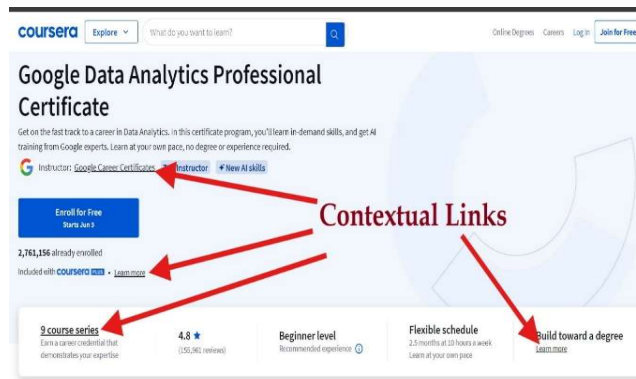 coursera Explore What do you want to learn? Online Degrees Careers Log In Join for Free
Google Data Analytics Professional
Certificate
Get on the fast track to a career in Data Analytics. In this certificate program, you'll learn in-demand skills, and get AI
training from Google experts. Learn at your own pace, no degree or experience required.
G Instructor: Google Career Certificates Instructor New AI skills
Enroll for Free
Starts Jun 3
Contextual Links
2,761,156 already enrolled
Included with coursera PLUS • Learn more
9 course series
Earn a career credential that
demonstrates your expertise
4.8 ★
(155,961 reviews)
Beginner level
Recommended experience
Flexible schedule
2.5 months at 10 hours a week
Learn at your own pace
Build toward a degree
Learn more